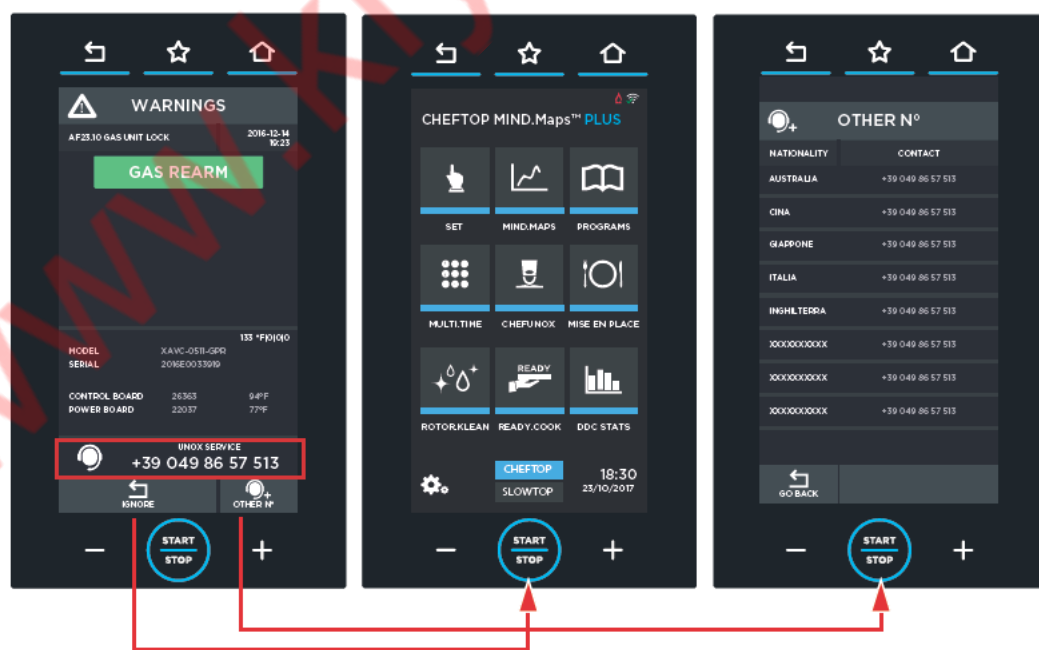 WARNINGS
AF23.10 GAS UNIT LOCK
2016-12-14
19:23
GAS REARM
133 °F|0|0|0
MODEL XAVC-0511-GPR
SERIAL 2016E0033919
CONTROL BOARD 26363 94°F
POWER BOARD 22037 77°F
UNOX SERVICE
+39 049 86 57 513
IGNORE
OTHER N°
START
STOP
CHEFTOP MIND.Maps™ PLUS
SET MIND.MAPS PROGRAMS
MULTI.TIME CHEFUNOX MISE EN PLACE
READY
ROTOR.KLEAN READY.COOK DDC STATS
CHEFTOP
SLOWTOP
18:30
23/10/2017
START
STOP
OTHER N°
NATIONALITY CONTACT
AUSTRALIA +39 049 86 57 513
CINA +39 049 86 57 513
GIAPPONE +39 049 86 57 513
ITALIA +39 049 86 57 513
INGHILTERRA +39 049 86 57 513
XXXXXXXXXX +39 049 86 57 513
XXXXXXXXXX +39 049 86 57 513
XXXXXXXXXX +39 049 86 57 513
GO BACK
START
STOP